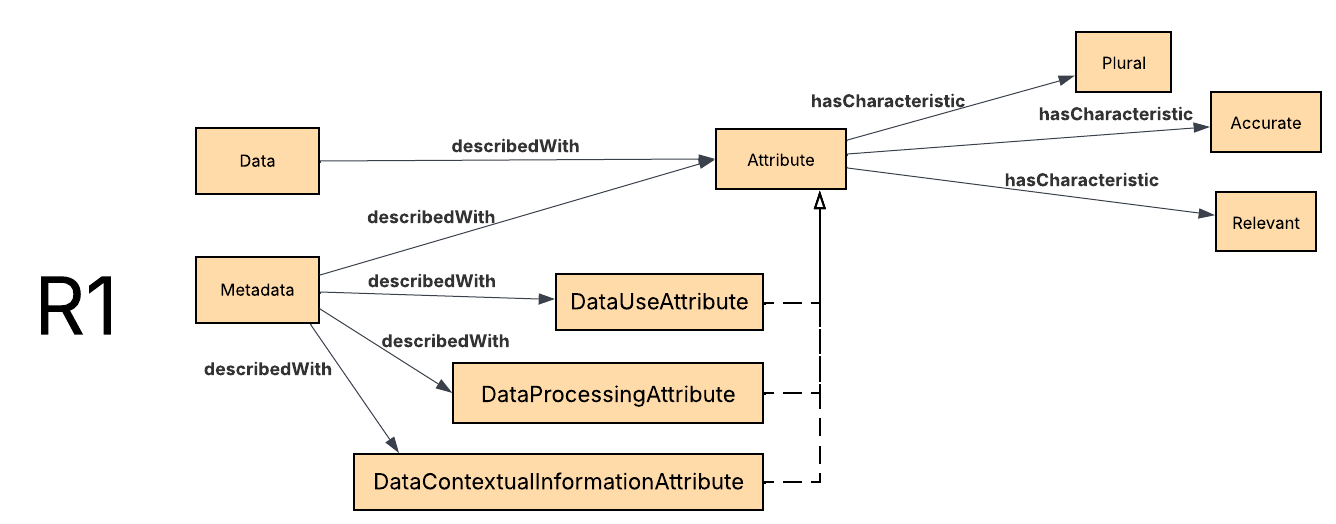 Plural
hasCharacteristic
hasCharacteristic
Accurate
describedWith
Data
Attribute
hasCharacteristic
describedWith
Relevant
R1
Metadata
describedWith
DataUseAttribute
describedWith
describedWith
DataProcessingAttribute
DataContextualInformationAttribute